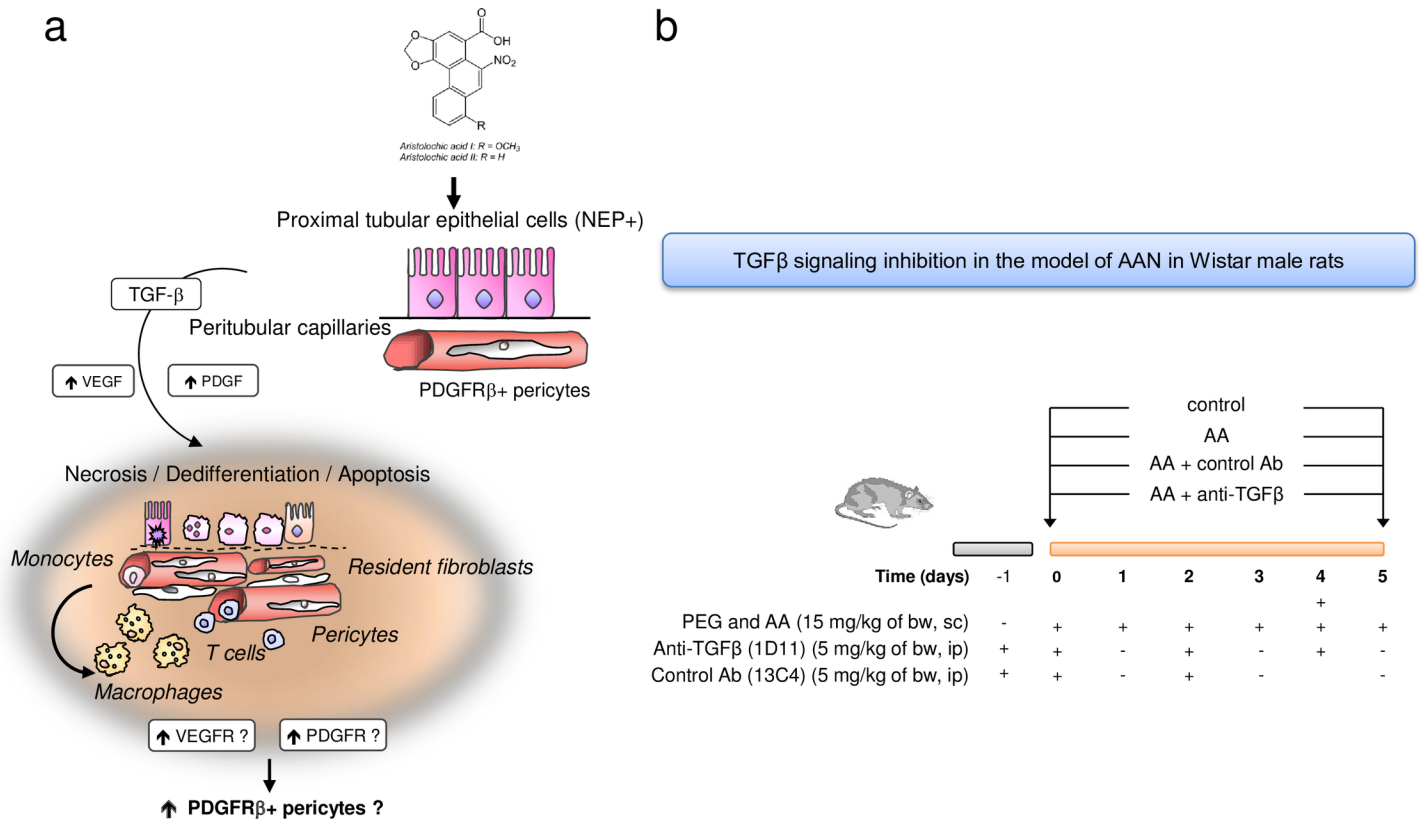 a
O
OH
O
O
NO2
R
Aristolochic acid I: R = OCH3
Aristolochic acid II: R = H
Proximal tubular epithelial cells (NEP+)
TGF-β
Peritubular capillaries
VEGF
PDGF
PDGFRβ+ pericytes
Necrosis / Dedifferentiation / Apoptosis
Monocytes
Resident fibroblasts
Pericytes
T cells
Macrophages
VEGFR ?
PDGFR ?
PDGFRβ+ pericytes ?
b
TGFβ signaling inhibition in the model of AAN in Wistar male rats
control
AA
AA + control Ab
AA + anti-TGFβ
Time (days) -1 0 1 2 3 4 5
+
PEG and AA (15 mg/kg of bw, sc) - + + + + + +
Anti-TGFβ (1D11) (5 mg/kg of bw, ip) + + - + - + -
Control Ab (13C4) (5 mg/kg of bw, ip) + + - + - -